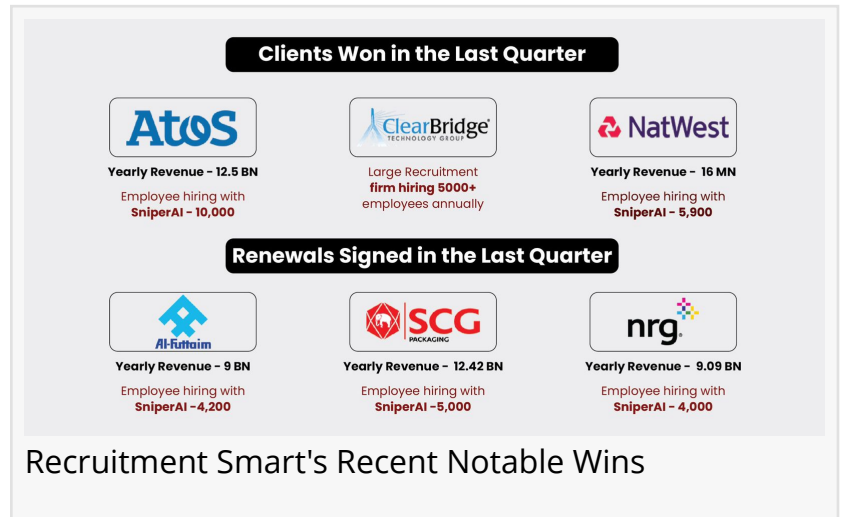 Clients Won in the Last Quarter
Atos
ClearBridge
TECHNOLOGY GROUP
NatWest
Yearly Revenue - 12.5 BN
Employee hiring with
SniperAI - 10,000
Large Recruitment
firm hiring 5000+
employees annually
Yearly Revenue - 16 MN
Employee hiring with
SniperAI - 5,900
Renewals Signed in the Last Quarter
Al-Futtaim
SCG
PACKAGING
nrg.
Yearly Revenue - 9 BN
Employee hiring with
SniperAI -4,200
Yearly Revenue - 12.42 BN
Employee hiring with
SniperAI -5,000
Yearly Revenue - 9.09 BN
Employee hiring with
SniperAI - 4,000
Recruitment Smart's Recent Notable Wins